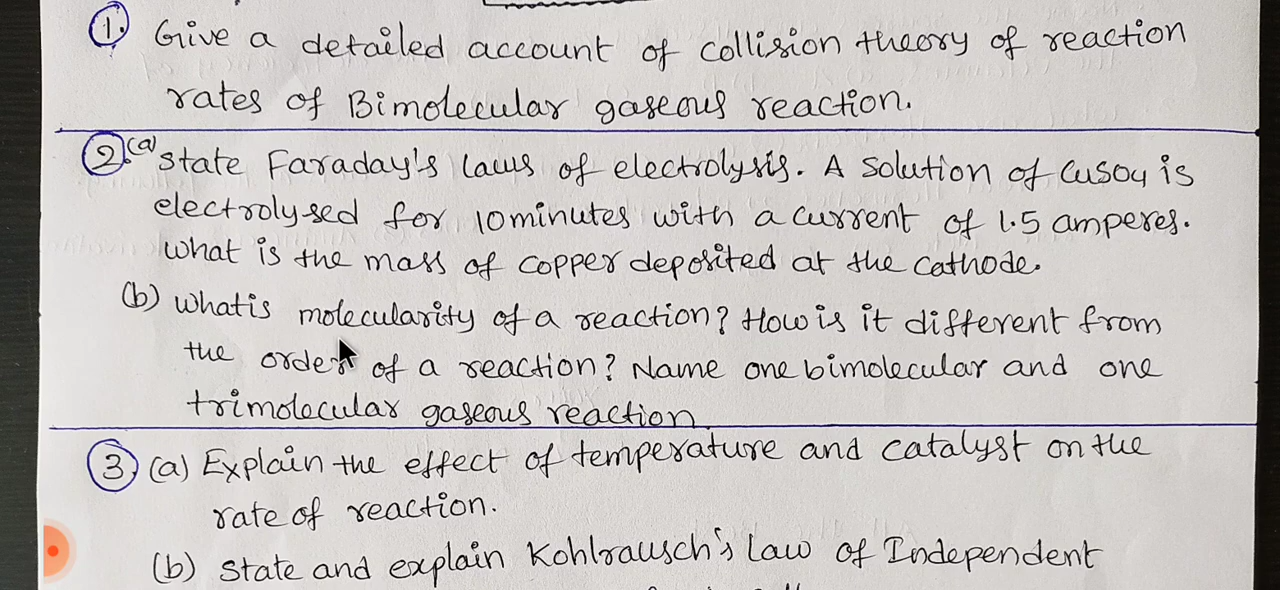 1. Give a detailed account of collision theory of reaction
rates of Bimolecular gaseous reaction.
2.(a) State Faraday's laws of electrolysis. A Solution of CuSO4 is
electrolysed for 10minutes with a current of 1.5 amperes.
what is the mass of copper deposited at the cathode.
(b) What is molecularity of a reaction? How is it different from
the order of a reaction? Name one bimolecular and one
trimolecular gaseous reaction
3. (a) Explain the effect of temperature and catalyst on the
rate of reaction.
(b) State and explain Kohlrausch's Law of Independent